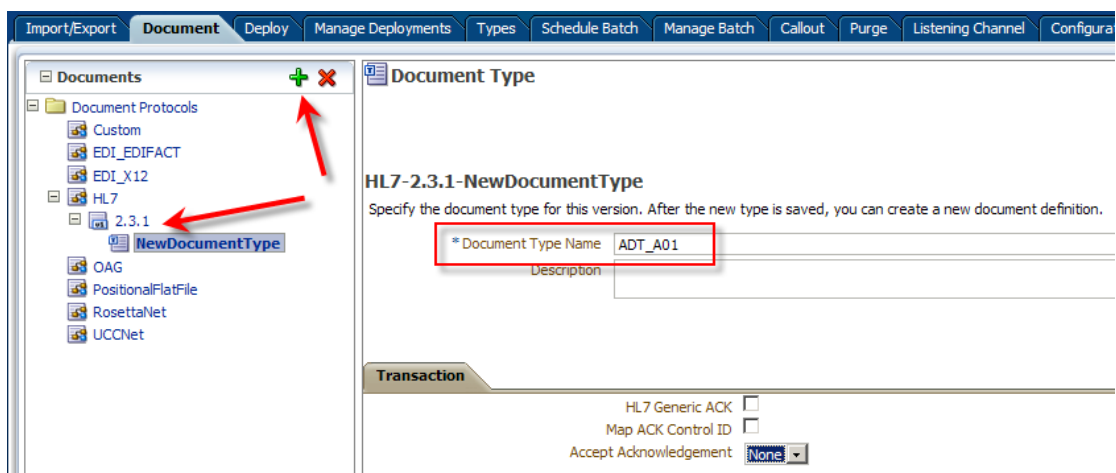 Import/Export Document Deploy Manage Deployments Types Schedule Batch Manage Batch Callout Purge Listening Channel Configura
Documents
Document Protocols
Custom
EDI_EDIFACT
EDI_X12
HL7
2.3.1
NewDocumentType
OAG
PositionalFlatFile
RosettaNet
UCCNet
Document Type
HL7-2.3.1-NewDocumentType
Specify the document type for this version. After the new type is saved, you can create a new document definition.
* Document Type Name ADT_A01
Description
Transaction
HL7 Generic ACK
Map ACK Control ID
Accept Acknowledgement None